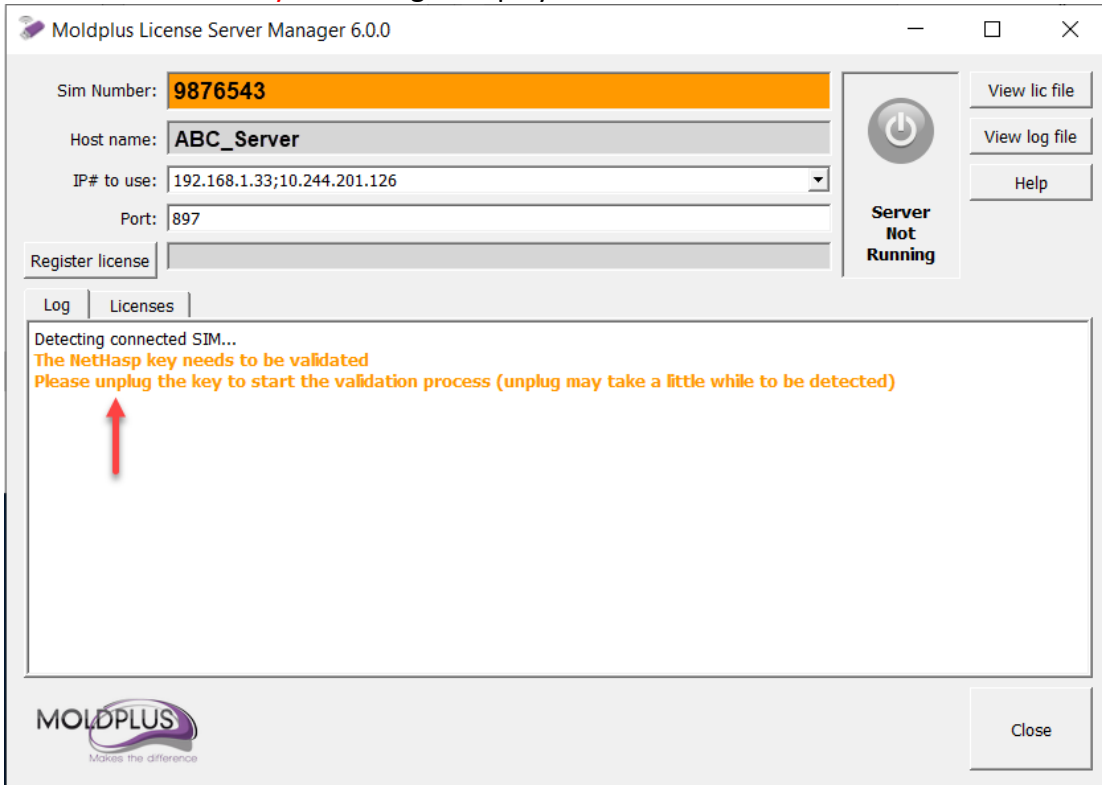 Moldplus License Server Manager 6.0.0
Sim Number: 9876543
View lic file
Host name: ABC_Server
View log file
IP# to use: 192.168.1.33;10.244.201.126
Help
Port: 897
Server
Not
Running
Register license
Log Licenses
Detecting connected SIM...
The NetHasp key needs to be validated
Please unplug the key to start the validation process (unplug may take a little while to be detected)
MOLDPLUS
Makes the difference
Close